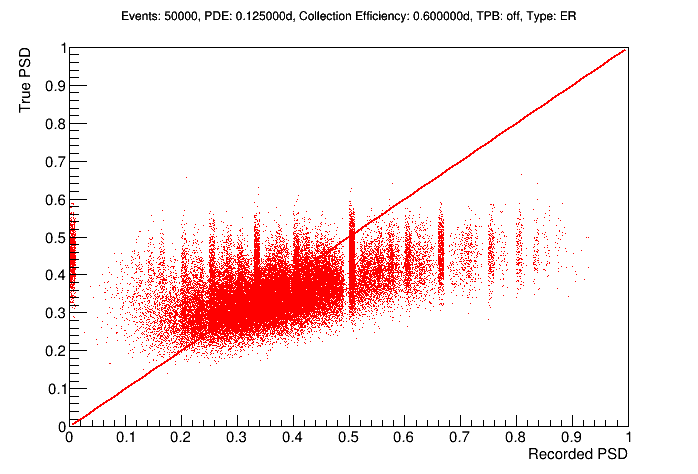 Events: 50000, PDE: 0.125000d, Collection Efficiency: 0.600000d, TPB: off, Type: ER
True PSD
1
0.9
0.8
0.7
0.6
0.5
0.4
0.3
0.2
0.1
0
0 0.1 0.2 0.3 0.4 0.5 0.6 0.7 0.8 0.9 1
Recorded PSD